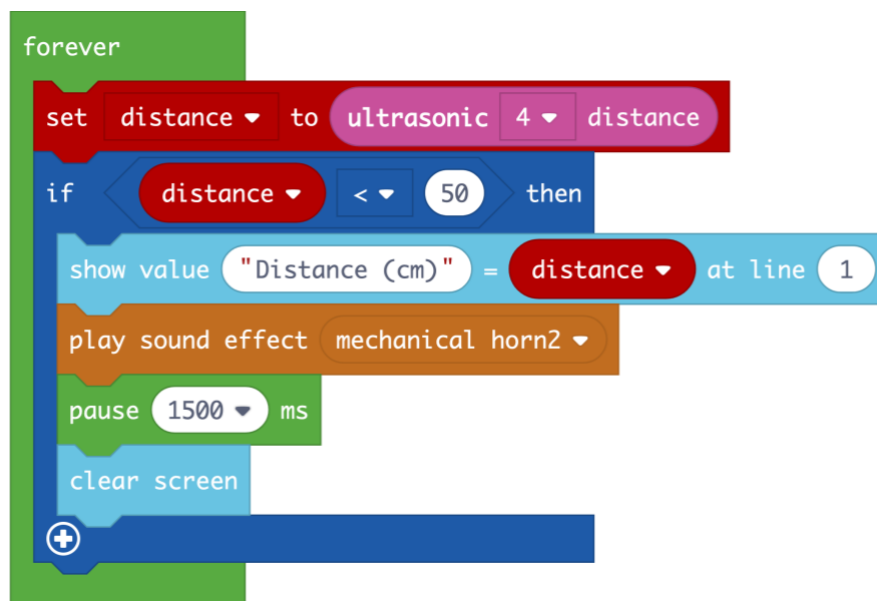 forever
set distance to ultrasonic 4 distance
if distance < 50 then
show value "Distance (cm)" = distance at line 1
play sound effect mechanical horn2
pause 1500 ms
clear screen